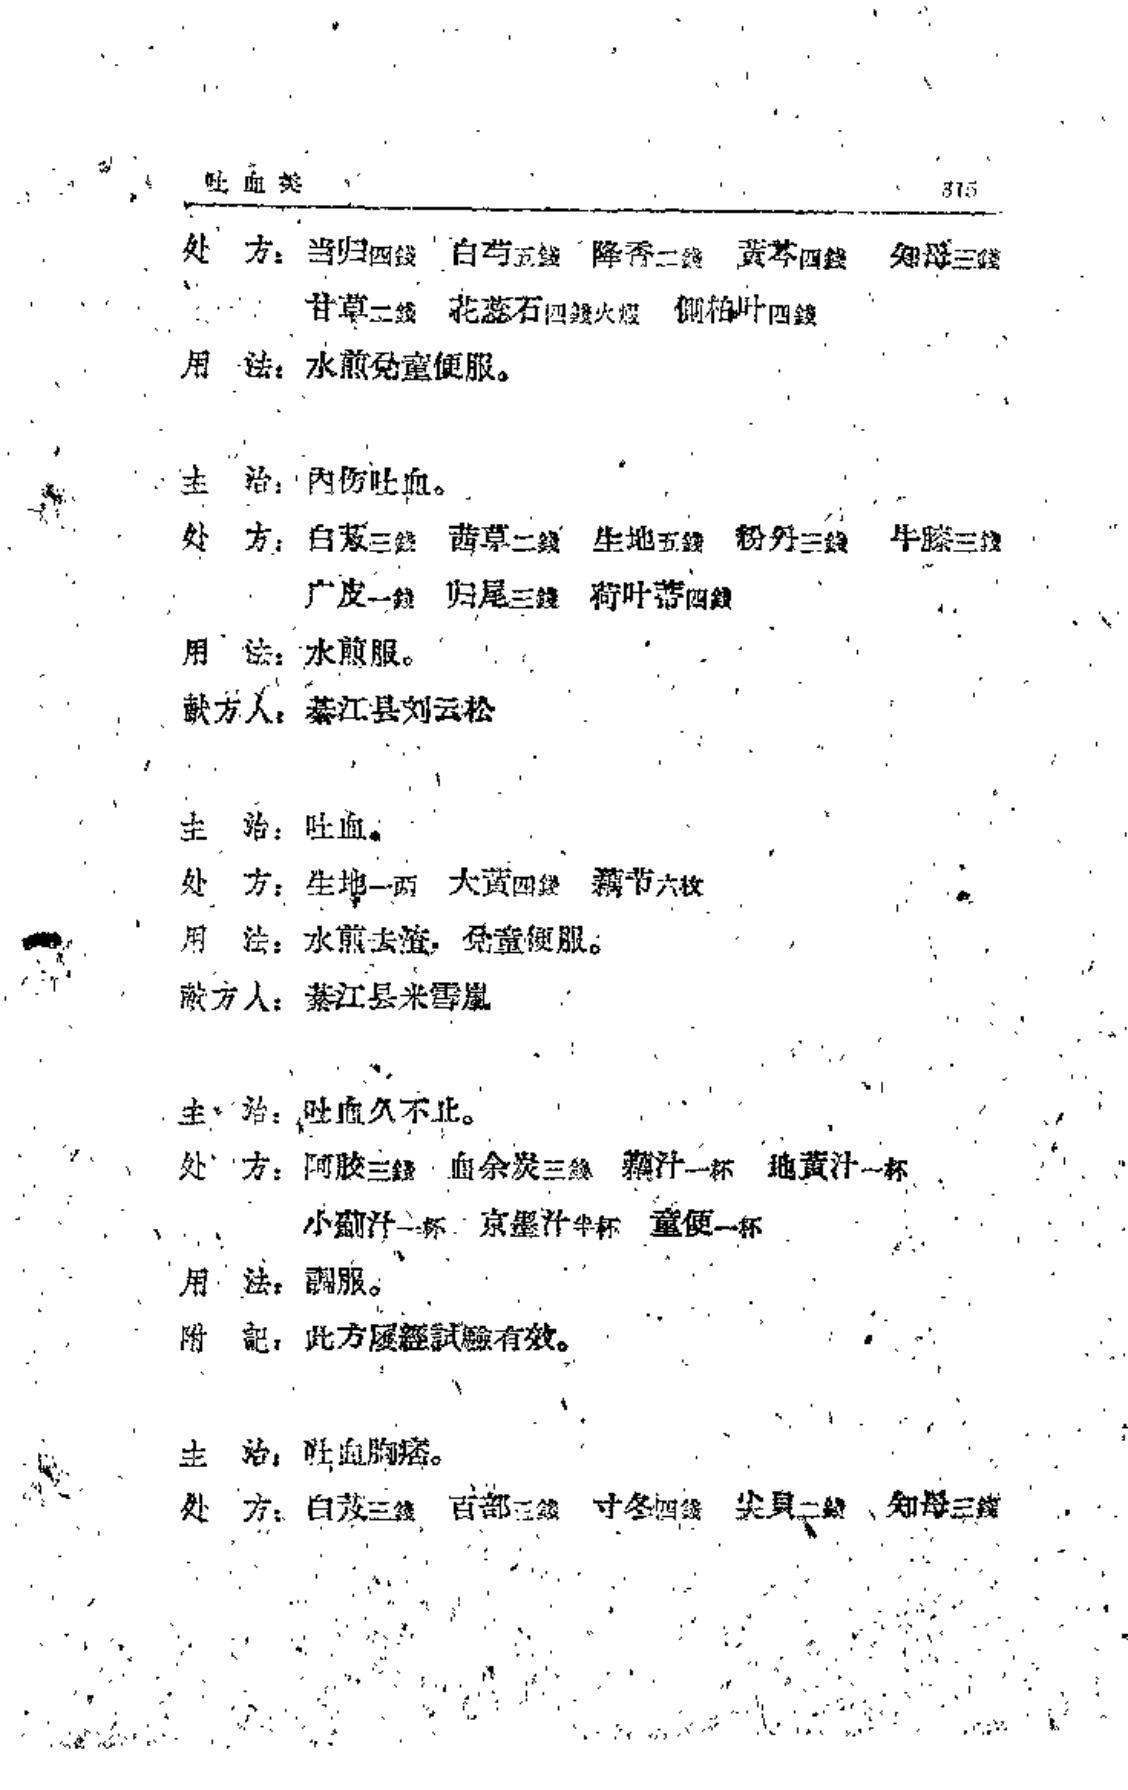 吐血类 375
处 方：当归四錢 白芍五錢 降香二錢 黃芩四錢 知母三錢
甘草二錢 花蕊石四錢火煅 側柏叶四錢
用 法：水煎兌童便服。
主 治：內伤吐血。
处 方：白芨三錢 茜草二錢 生地五錢 粉丹三錢 牛膝三錢
广皮一錢 归尾三錢 荷叶蒂四錢
用 法：水煎服。
献方人：綦江县刘云松
主 治：吐血。
处 方：生地一两 大黃四錢 藕节六枚
用 法：水煎去渣，兌童便服。
献方人：綦江县米雪嵐
主 治：吐血久不止。
处 方：阿胶三錢 血余炭三錢 藕汁一杯 地黃汁一杯
小薊汁一杯 京墨汁半杯 童便一杯
用 法：調服。
附 記：此方屡經試驗有效。
主 治：吐血胸痞。
处 方：白芨三錢 百部三錢 寸冬四錢 尖貝二錢 知母三錢